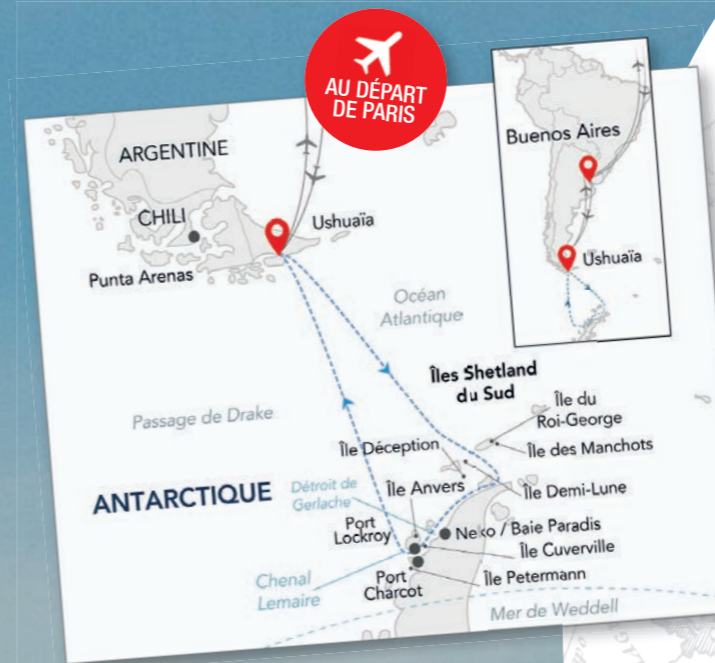 AU DÉPART
DE PARIS
ARGENTINE
CHILI
Punta Arenas
Ushuaïa
Buenos Aires
Ushuaïa
Océan
Atlantique
Passage de Drake
Îles Shetland
du Sud
Île du
Roi-George
Île des Manchots
Île Déception
Île Demi-Lune
ANTARCTIQUE
Détroit de
Gerlache
Île Anvers
Port
Lockroy
Neko / Baie Paradis
Île Cuverville
Île Petermann
Chenal
Lemaire
Port
Charcot
Mer de Weddell